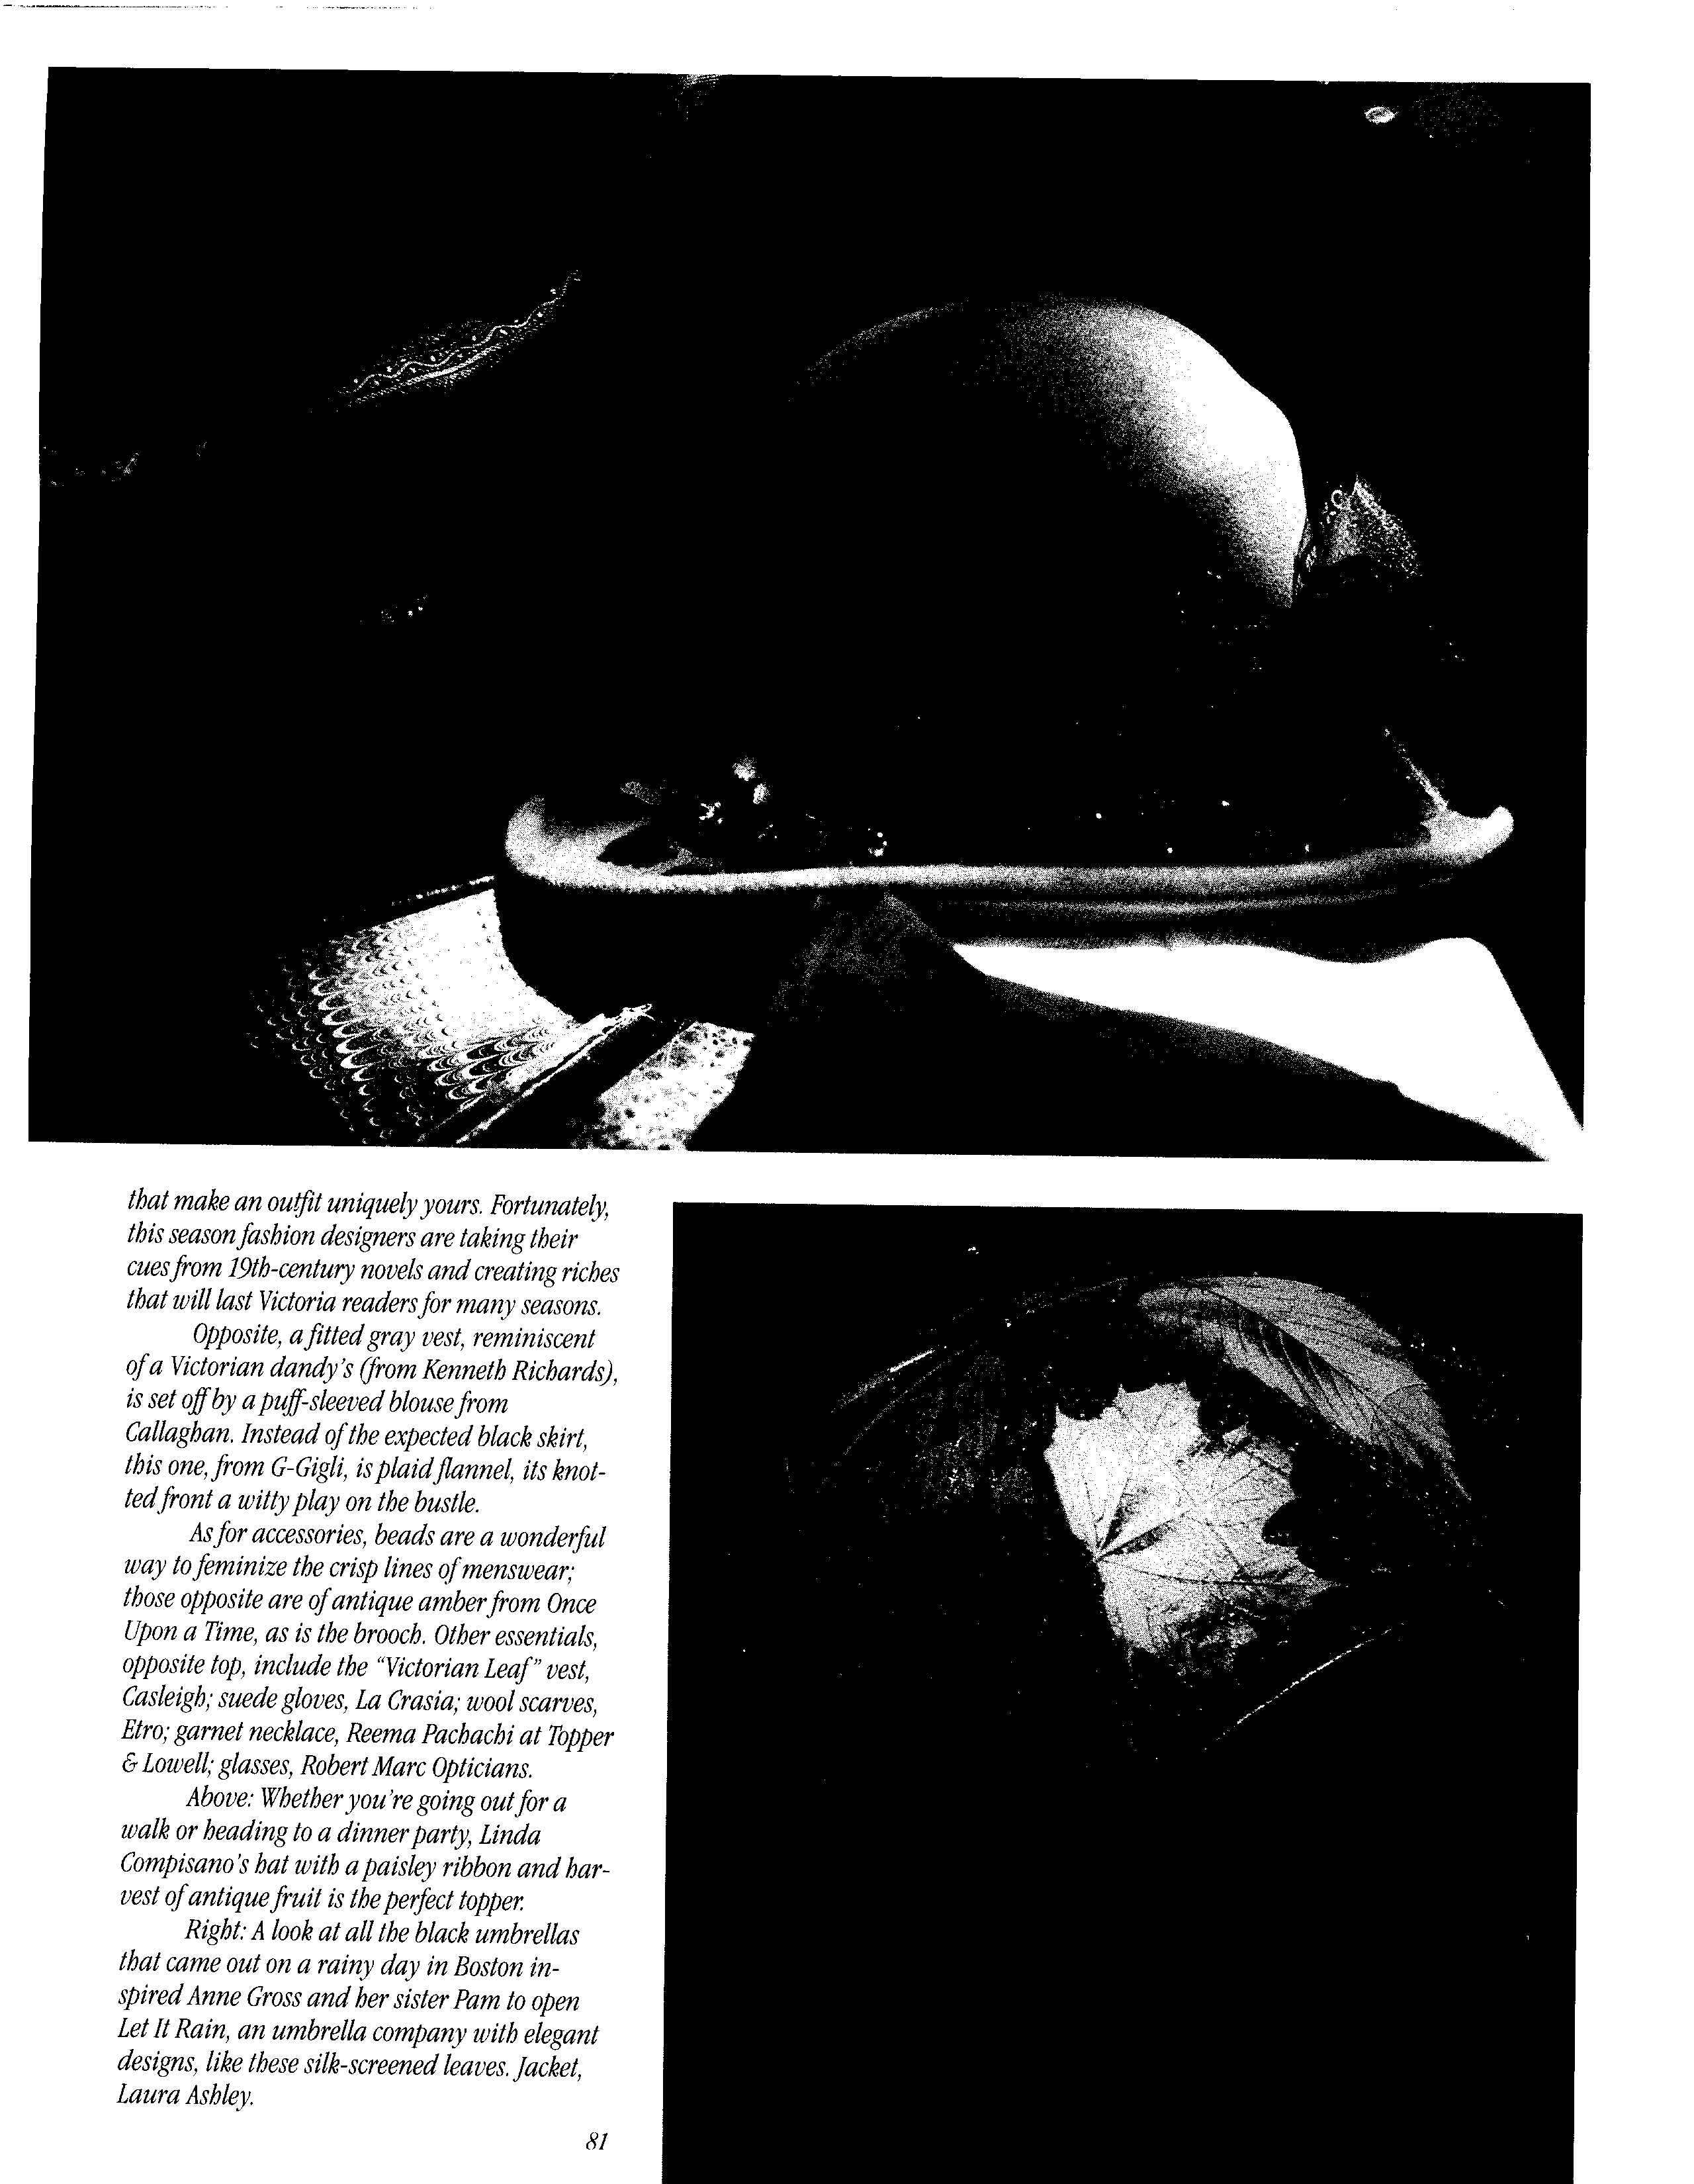 that make an outfit uniquely yours. Fortunately,
this season fashion designers are taking their
cues from 19th-century novels and creating riches
that will last Victoria readers for many seasons.
Opposite, a fitted gray vest, reminiscent
of a Victorian dandy's (from Kenneth Richards),
is set off by a puff-sleeved blouse from
Callaghan. Instead of the expected black skirt,
this one, from G-Gigli, is plaid flannel, its knot-
ted front a witty play on the bustle.
As for accessories, beads are a wonderful
way to feminize the crisp lines of menswear;
those opposite are of antique amber from Once
Upon a Time, as is the brooch. Other essentials,
opposite top, include the “Victorian Leaf” vest,
Casleigh; suede gloves, La Crasia; wool scarves,
Etro; garnet necklace, Reema Pachachi at Topper
& Lowell; glasses, Robert Marc Opticians.
Above: Whether you're going out for a
walk or heading to a dinner party, Linda
Compisano's hat with a paisley ribbon and har-
vest of antique fruit is the perfect topper.
Right: A look at all the black umbrellas
that came out on a rainy day in Boston in-
spired Anne Gross and her sister Pam to open
Let It Rain, an umbrella company with elegant
designs, like these silk-screened leaves. Jacket,
Laura Ashley.
81